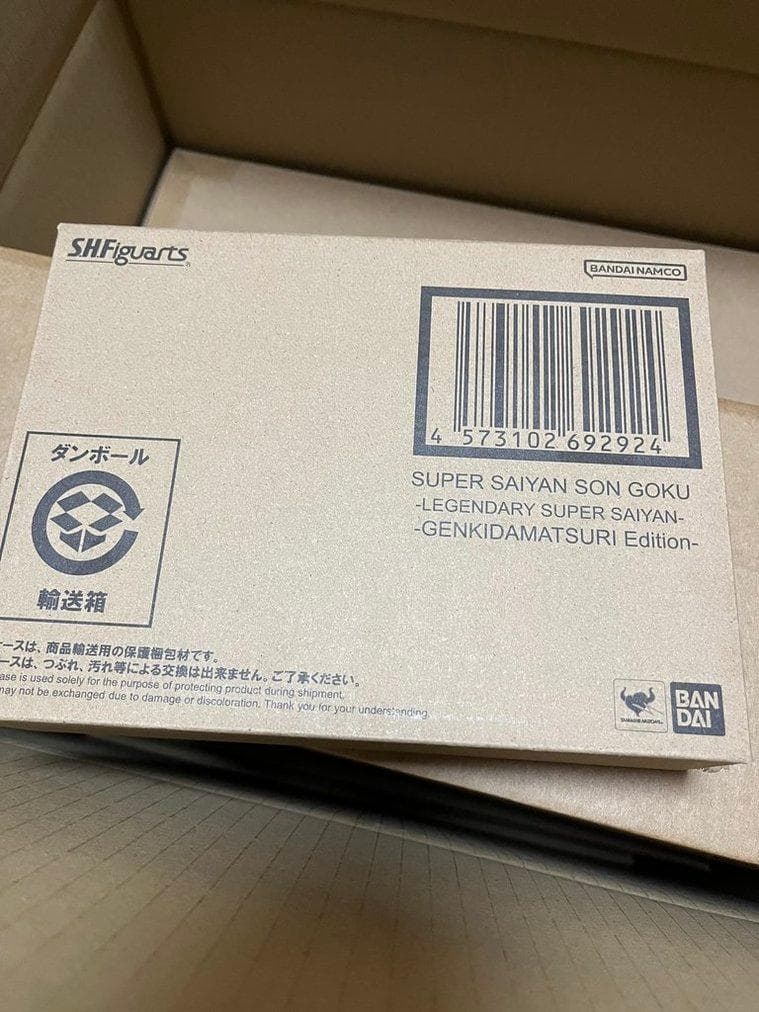 S.H.Figuarts
BANDAI NAMCO
4 573102 692924
SUPER SAIYAN SON GOKU
-LEGENDARY SUPER SAIYAN-
-GENKIDAMATSURI Edition-
ダンボール
輸送箱
ースは、商品輸送用の保護梱包材です。
ースは、つぶれ、汚れ等による交換は出来ません。ご了承ください。
ase is used solely for the purpose of protecting product during shipment,
may not be exchanged due to damage or discoloration. Thank you for your understanding.
BAN
DAI